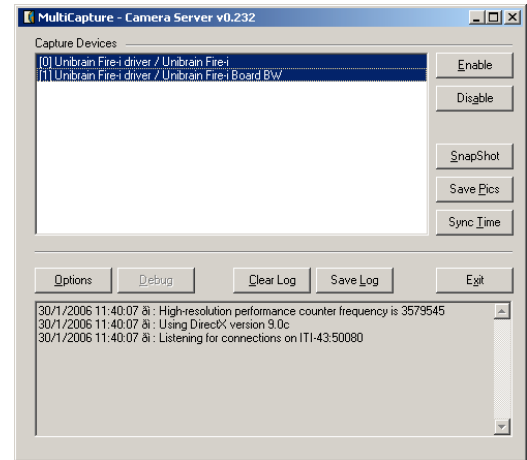 MultiCapture - Camera Server v0.232
Capture Devices
[0] Unibrain Fire-i driver / Unibrain Fire-i
[1] Unibrain Fire-i driver / Unibrain Fire-i Board BW
Enable
Disable
SnapShot
Save Pics
Sync Time
Options
Debug
Clear Log
Save Log
Exit
30/1/2006 11:40:07 ðì : High-resolution performance counter frequency is 3579545
30/1/2006 11:40:07 ðì : Using DirectX version 9.0c
30/1/2006 11:40:07 ðì : Listening for connections on ITI-43:50080